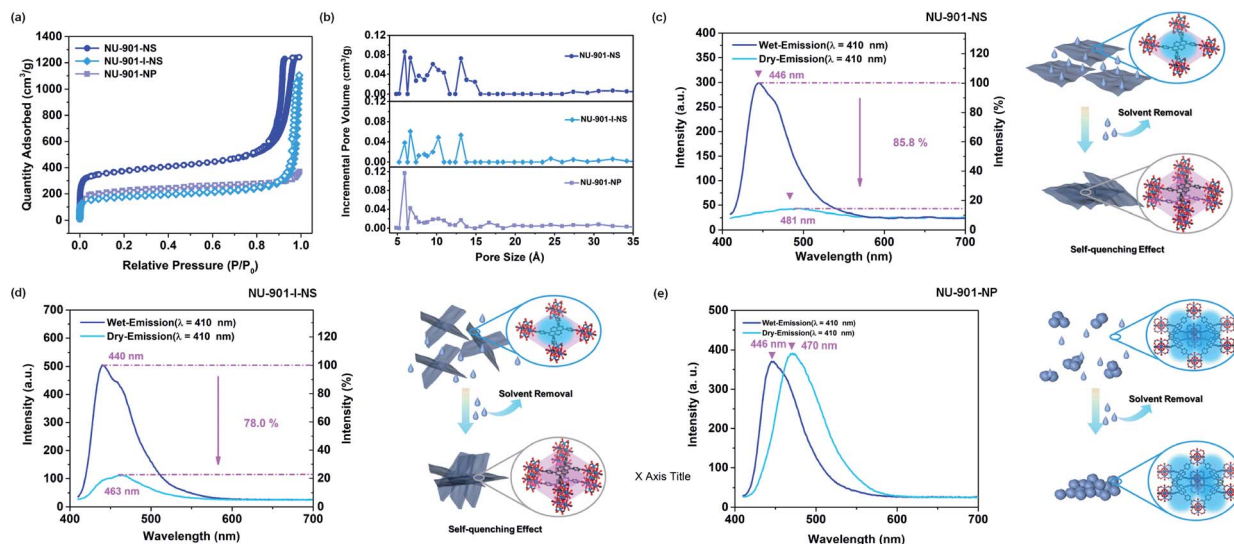 (a)
NU-901-NS
NU-901-I-NS
NU-901-NP
1400
1200
1000
800
600
400
200
0
Quantity Adsorbed (cm³/g)
0.0 0.2 0.4 0.6 0.8 1.0
Relative Pressure (P/P₀)
(b)
0.12
0.08
0.04
0.00
NU-901-NS
0.12
0.08
0.04
0.00
NU-901-I-NS
0.12
0.08
0.04
0.00
NU-901-NP
Incremental Pore Volume (cm³/g)
5 10 15 20 25 30 35
Pore Size (Å)
(c)
NU-901-NS
Wet-Emission(λ = 410 nm)
Dry-Emission(λ = 410 nm)
446 nm
85.8 %
481 nm
400
350
300
250
200
150
100
50
0
Intensity (a.u.)
120
100
80
60
40
20
0
Intensity (%)
400 500 600 700
Wavelength (nm)
Solvent Removal
Self-quenching Effect
(d)
NU-901-I-NS
Wet-Emission(λ = 410 nm)
Dry-Emission(λ = 410 nm)
440 nm
78.0 %
463 nm
700
600
500
400
300
200
100
0
Intensity (a.u.)
120
100
80
60
40
20
0
Intensity (%)
400 500 600 700
Wavelength (nm)
Solvent Removal
Self-quenching Effect
(e)
NU-901-NP
Wet-Emission(λ = 410 nm)
Dry-Emission(λ = 410 nm)
446 nm
470 nm
500
400
300
200
100
0
Intensity (a. u.)
X Axis Title
400 500 600 700
Wavelength (nm)
Solvent Removal